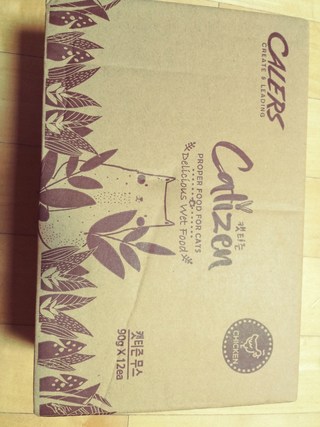 CALERS
CREATE & LEADING
캣티즌
Catizen
PROPER FOOD FOR CATS
Delicious Wet Food
CHICKEN
캣티즌 무스
90g X 12ea